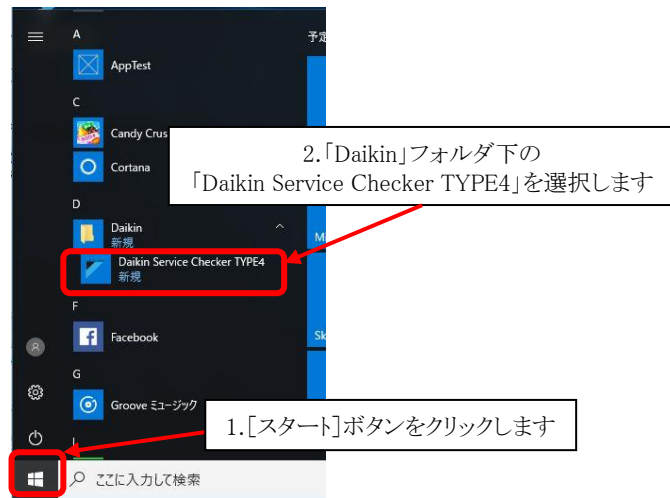 A
予定
AppTest
C
Candy Crus
2.「Daikin」フォルダ下の
「Daikin Service Checker TYPE4」を選択します
Cortana
D
Daikin
新規
Mi
Daikin Service Checker TYPE4
新規
F
Facebook
Sk
G
Groove ミュージック
1.[スタート]ボタンをクリックします
ここに入力して検索